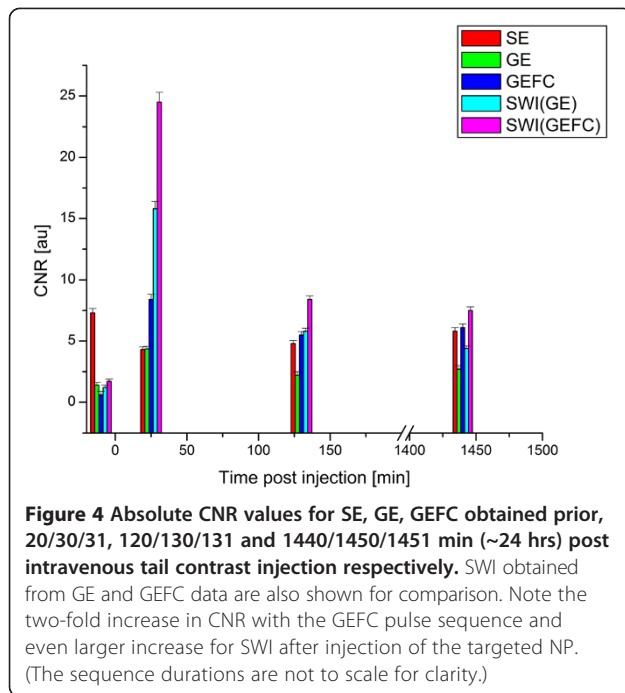 SE
GE
GEFC
SWI(GE)
SWI(GEFC)
25
20
15
10
5
0
CNR [au]
0
50
100
150
1400
1450
1500
Time post injection [min]
Figure 4 Absolute CNR values for SE, GE, GEFC obtained prior,
20/30/31, 120/130/131 and 1440/1450/1451 min (~24 hrs) post
intravenous tail contrast injection respectively. SWI obtained
from GE and GEFC data are also shown for comparison. Note the
two-fold increase in CNR with the GEFC pulse sequence and
even larger increase for SWI after injection of the targeted NP.
(The sequence durations are not to scale for clarity.)